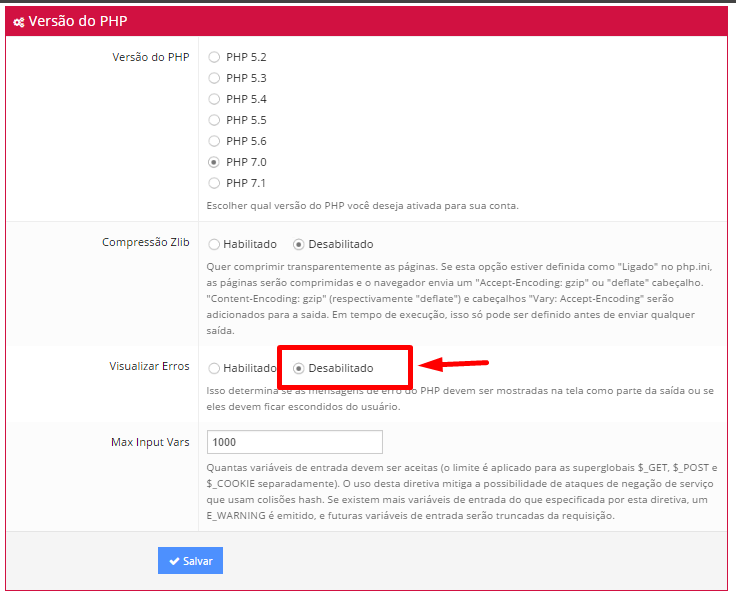 Versão do PHP
Versão do PHP
PHP 5.2
PHP 5.3
PHP 5.4
PHP 5.5
PHP 5.6
PHP 7.0
PHP 7.1
Escolher qual versão do PHP você deseja ativada para sua conta.
Compressão Zlib
Habilitado Desabilitado
Quer comprimir transparentemente as páginas. Se esta opção estiver definida como "Ligado" no php.ini,
as páginas serão comprimidas e o navegador envia um "Accept-Encoding: gzip" ou "deflate" cabeçalho.
"Content-Encoding: gzip" (respectivamente "deflate") e cabeçalhos "Vary: Accept-Encoding" serão
adicionados para a saida. Em tempo de execução, isso só pode ser definido antes de enviar qualquer
saída.
Visualizar Erros
Habilitado Desabilitado
Isso determina se as mensagens de erro do PHP devem ser mostradas na tela como parte da saída ou se
eles devem ficar escondidos do usuário.
Max Input Vars
1000
Quantas variáveis de entrada devem ser aceitas (o limite é aplicado para as superglobais $_GET, $_POST e
$_COOKIE separadamente). O uso desta diretiva mitiga a possibilidade de ataques de negação de serviço
que usam colisões hash. Se existem mais variáveis de entrada do que especificada por esta diretiva, um
E_WARNING é emitido, e futuras variáveis de entrada serão truncadas da requisição.
Salvar